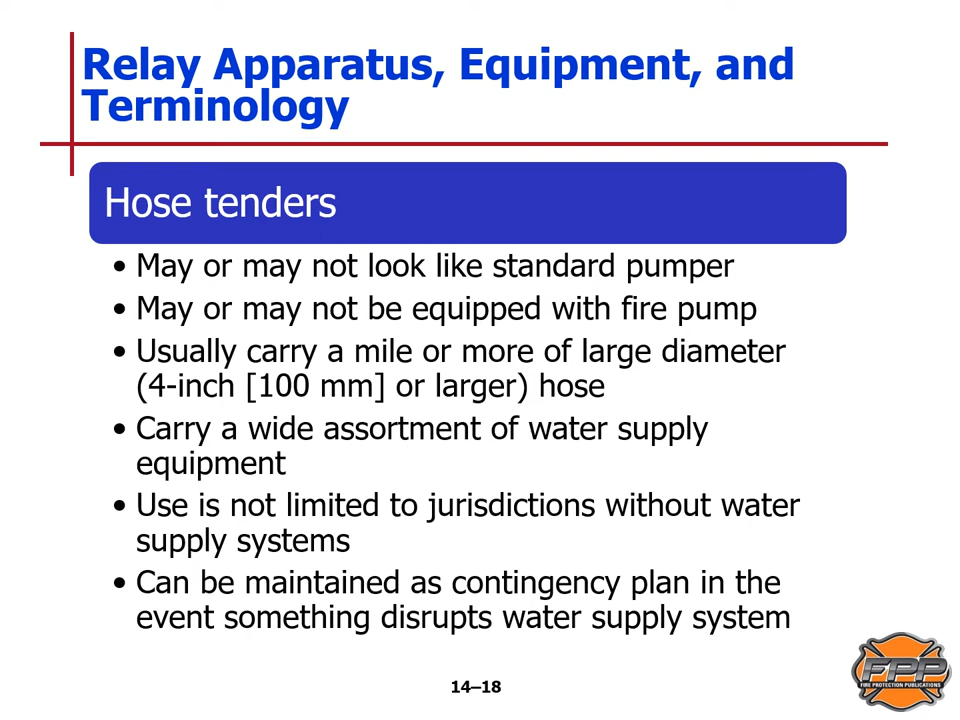 Relay Apparatus, Equipment, and
Terminology
Hose tenders
• May or may not look like standard pumper
• May or may not be equipped with fire pump
• Usually carry a mile or more of large diameter
(4-inch [100 mm] or larger) hose
• Carry a wide assortment of water supply
equipment
• Use is not limited to jurisdictions without water
supply systems
• Can be maintained as contingency plan in the
event something disrupts water supply system
14–18
FPP
FIRE PROTECTION PUBLICATIONS